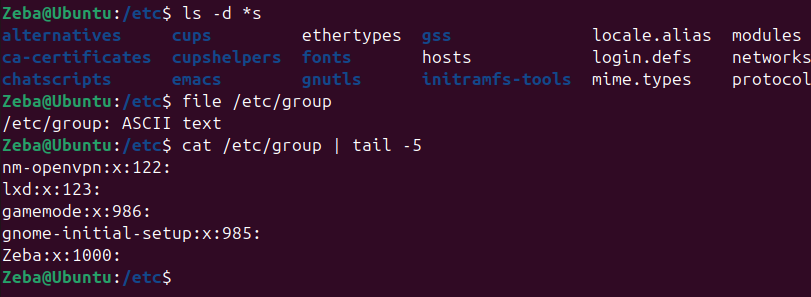 Zeba@Ubuntu:/etc$ ls -d *s
alternatives cups ethertypes gss locale.alias modules
ca-certificates cupshelpers fonts hosts login.defs networks
chatscripts emacs gnutls initramfs-tools mime.types protocol
Zeba@Ubuntu:/etc$ file /etc/group
/etc/group: ASCII text
Zeba@Ubuntu:/etc$ cat /etc/group | tail -5
nm-openvpn:x:122:
lxd:x:123:
gamemode:x:986:
gnome-initial-setup:x:985:
Zeba:x:1000:
Zeba@Ubuntu:/etc$